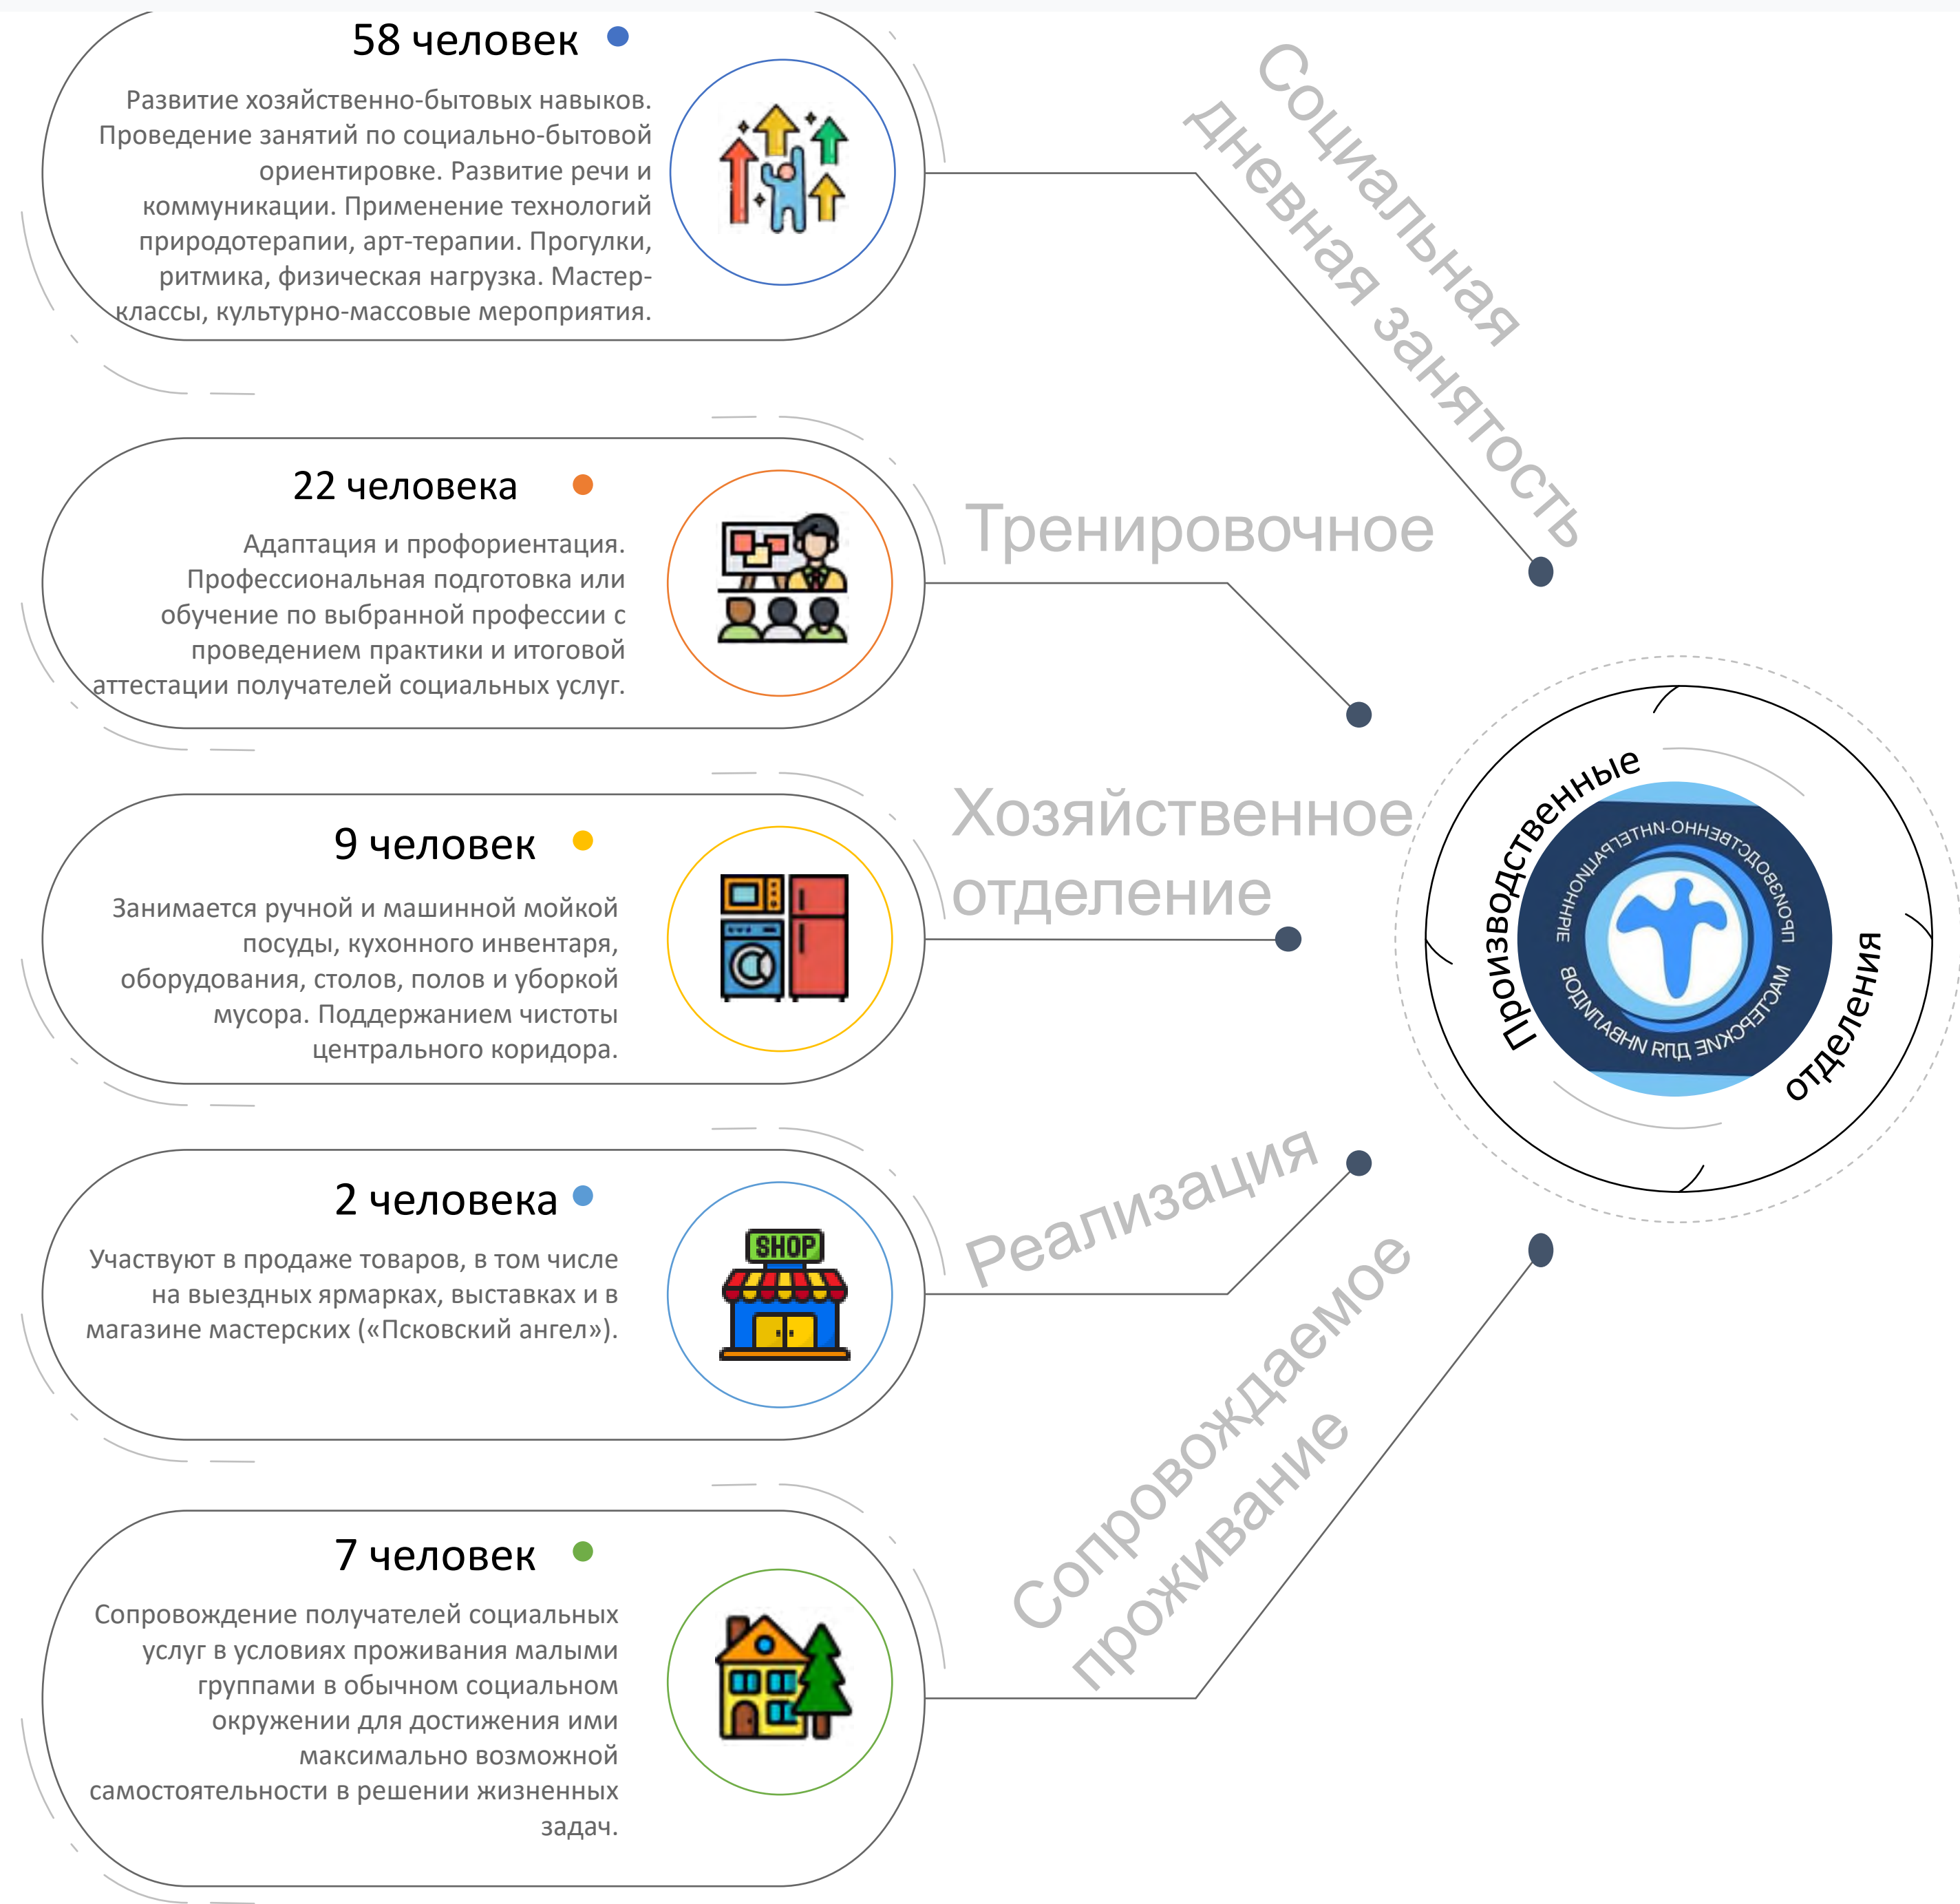 58 человек
Развитие хозяйственно-бытовых навыков.
Проведение занятий по социально-бытовой
ориентировке. Развитие речи и
коммуникации. Применение технологий
природотерапии, арт-терапии. Прогулки,
ритмика, физическая нагрузка. Мастер-
классы, культурно-массовые мероприятия.
Социальная
дневная занятость
22 человека
Адаптация и профориентация.
Профессиональная подготовка или
обучение по выбранной профессии с
проведением практики и итоговой
аттестации получателей социальных услуг.
Тренировочное
9 человек
Занимается ручной и машинной мойкой
посуды, кухонного инвентаря,
оборудования, столов, полов и уборкой
мусора. Поддержанием чистоты
центрального коридора.
Хозяйственное
отделение
2 человека
Участвуют в продаже товаров, в том числе
на выездных ярмарках, выставках и в
магазине мастерских («Псковский ангел»).
SHOP
Реализация
7 человек
Сопровождение получателей социальных
услуг в условиях проживания малыми
группами в обычном социальном
окружении для достижения ими
максимально возможной
самостоятельности в решении жизненных
задач.
Сопровождаемое
проживание
Производственные
отделения
ПРОИЗВОДСТВЕННО-ИНТЕГРАЦИОННЫЕ
МАСТЕРСКИЕ ДЛЯ ИНВАЛИДОВ